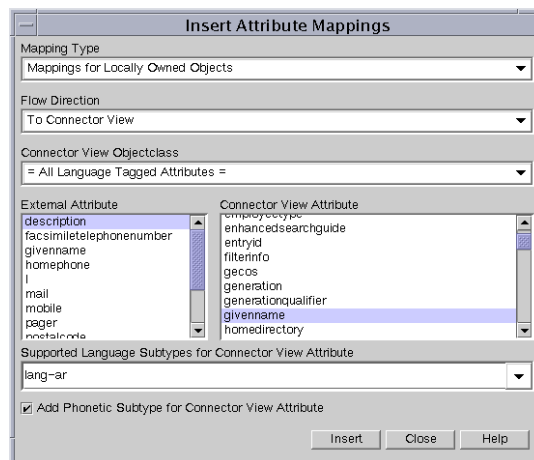 Insert Attribute Mappings
Mapping Type
Mappings for Locally Owned Objects
Flow Direction
To Connector View
Connector View Objectclass
= All Language Tagged Attributes =
External Attribute
description
facsimiletelephonenumber
givenname
homephone
l
mail
mobile
pager
postalcode
Connector View Attribute
employeetype
enhancedsearchguide
entryid
filterinfo
gecos
generation
generationqualifier
givenname
homedirectory
Supported Language Subtypes for Connector View Attribute
lang-ar
Add Phonetic Subtype for Connector View Attribute
Insert Close Help